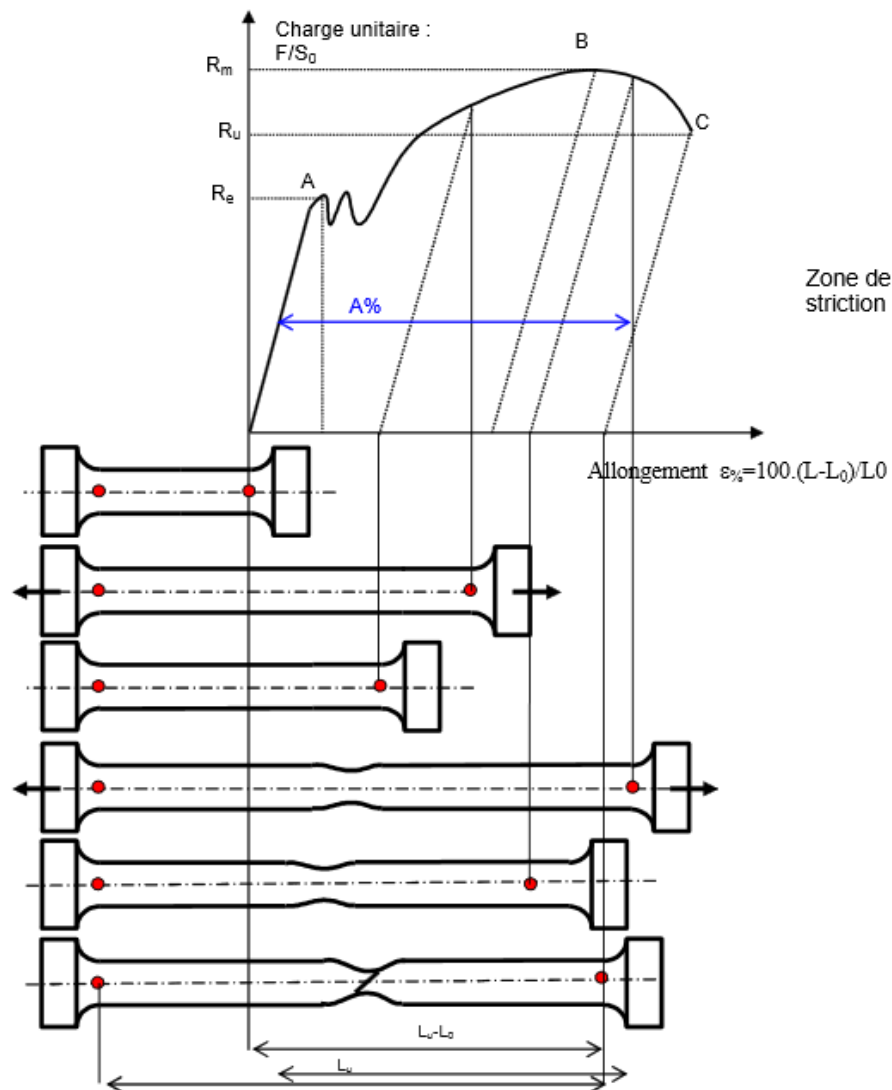 Charge unitaire :
F/S₀
B
Rₘ
C
Rᵤ
A
Rₑ
A%
Zone de
striction
Allongement ε%=100.(L-L₀)/L0
Lᵤ-L₀
Lᵤ